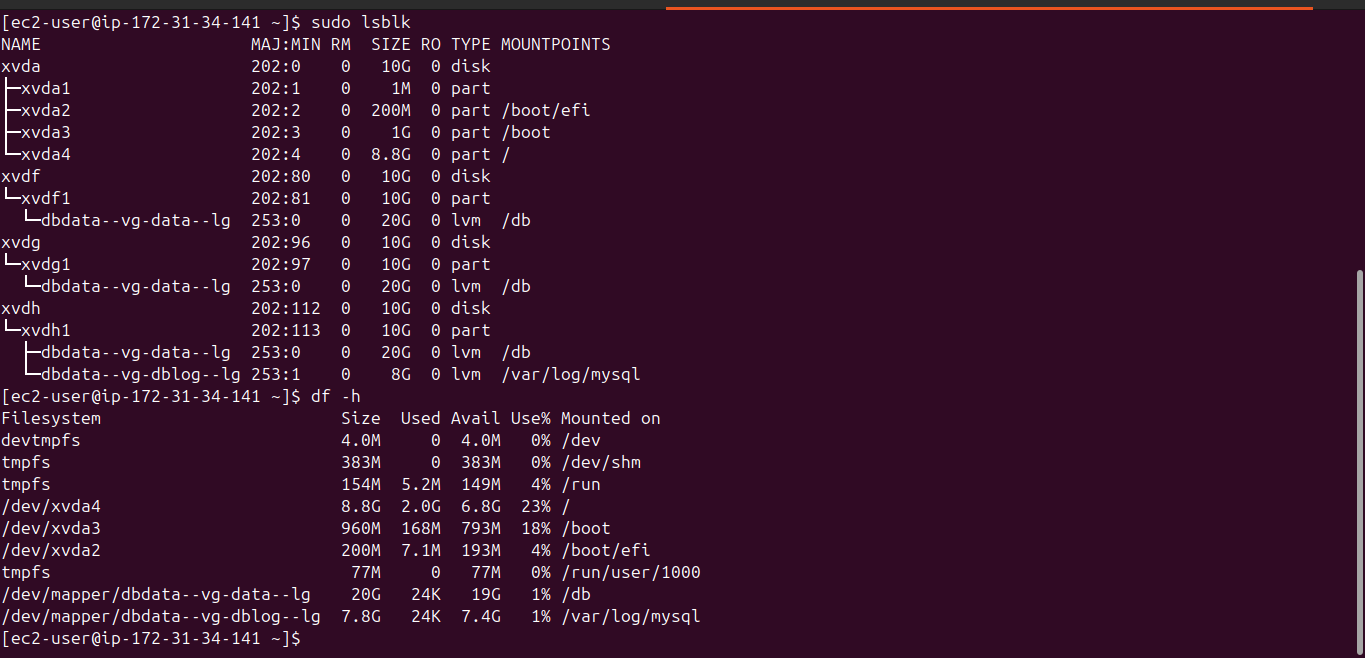 [ec2-user@ip-172-31-34-141 ~]$ sudo lsblk
NAME                     MAJ:MIN RM   SIZE RO TYPE MOUNTPOINTS
xvda                     202:0    0    10G  0 disk
├─xvda1                  202:1    0     1M  0 part
├─xvda2                  202:2    0   200M  0 part /boot/efi
├─xvda3                  202:3    0     1G  0 part /boot
└─xvda4                  202:4    0   8.8G  0 part /
xvdf                     202:80   0    10G  0 disk
└─xvdf1                  202:81   0    10G  0 part
  └─dbdata--vg-data--lg  253:0    0    20G  0 lvm  /db
xvdg                     202:96   0    10G  0 disk
└─xvdg1                  202:97   0    10G  0 part
  └─dbdata--vg-data--lg  253:0    0    20G  0 lvm  /db
xvdh                     202:112  0    10G  0 disk
└─xvdh1                  202:113  0    10G  0 part
  ├─dbdata--vg-data--lg  253:0    0    20G  0 lvm  /db
  └─dbdata--vg-dblog--lg 253:1    0     8G  0 lvm  /var/log/mysql
[ec2-user@ip-172-31-34-141 ~]$ df -h
Filesystem                        Size  Used Avail Use% Mounted on
devtmpfs                          4.0M     0  4.0M   0% /dev
tmpfs                             383M     0  383M   0% /dev/shm
tmpfs                             154M  5.2M  149M   4% /run
/dev/xvda4                        8.8G  2.0G  6.8G  23% /
/dev/xvda3                        960M  168M  793M  18% /boot
/dev/xvda2                        200M  7.1M  193M   4% /boot/efi
tmpfs                              77M     0   77M   0% /run/user/1000
/dev/mapper/dbdata--vg-data--lg    20G   24K   19G   1% /db
/dev/mapper/dbdata--vg-dblog--lg  7.8G   24K  7.4G   1% /var/log/mysql
[ec2-user@ip-172-31-34-141 ~]$